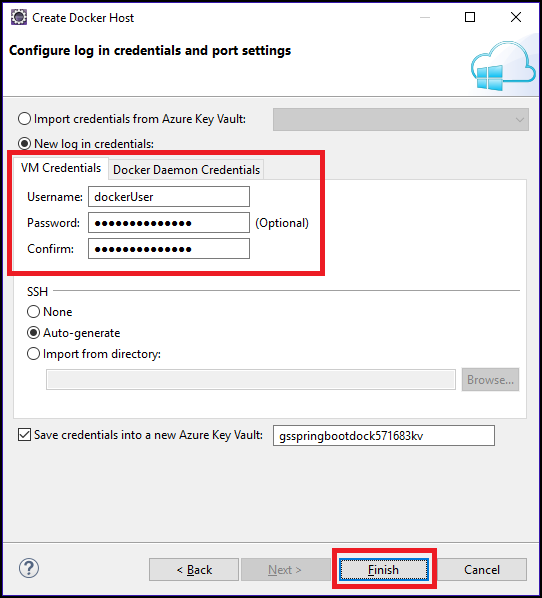 Create Docker Host
Configure log in credentials and port settings
Import credentials from Azure Key Vault:
New log in credentials:
VM Credentials Docker Daemon Credentials
Username: dockerUser
Password: ●●●●●●●●●●●●●● (Optional)
Confirm: ●●●●●●●●●●●●●●
SSH
None
Auto-generate
Import from directory:
Browse...
Save credentials into a new Azure Key Vault: gsspringbootdock571683kv
? < Back Next > Finish Cancel